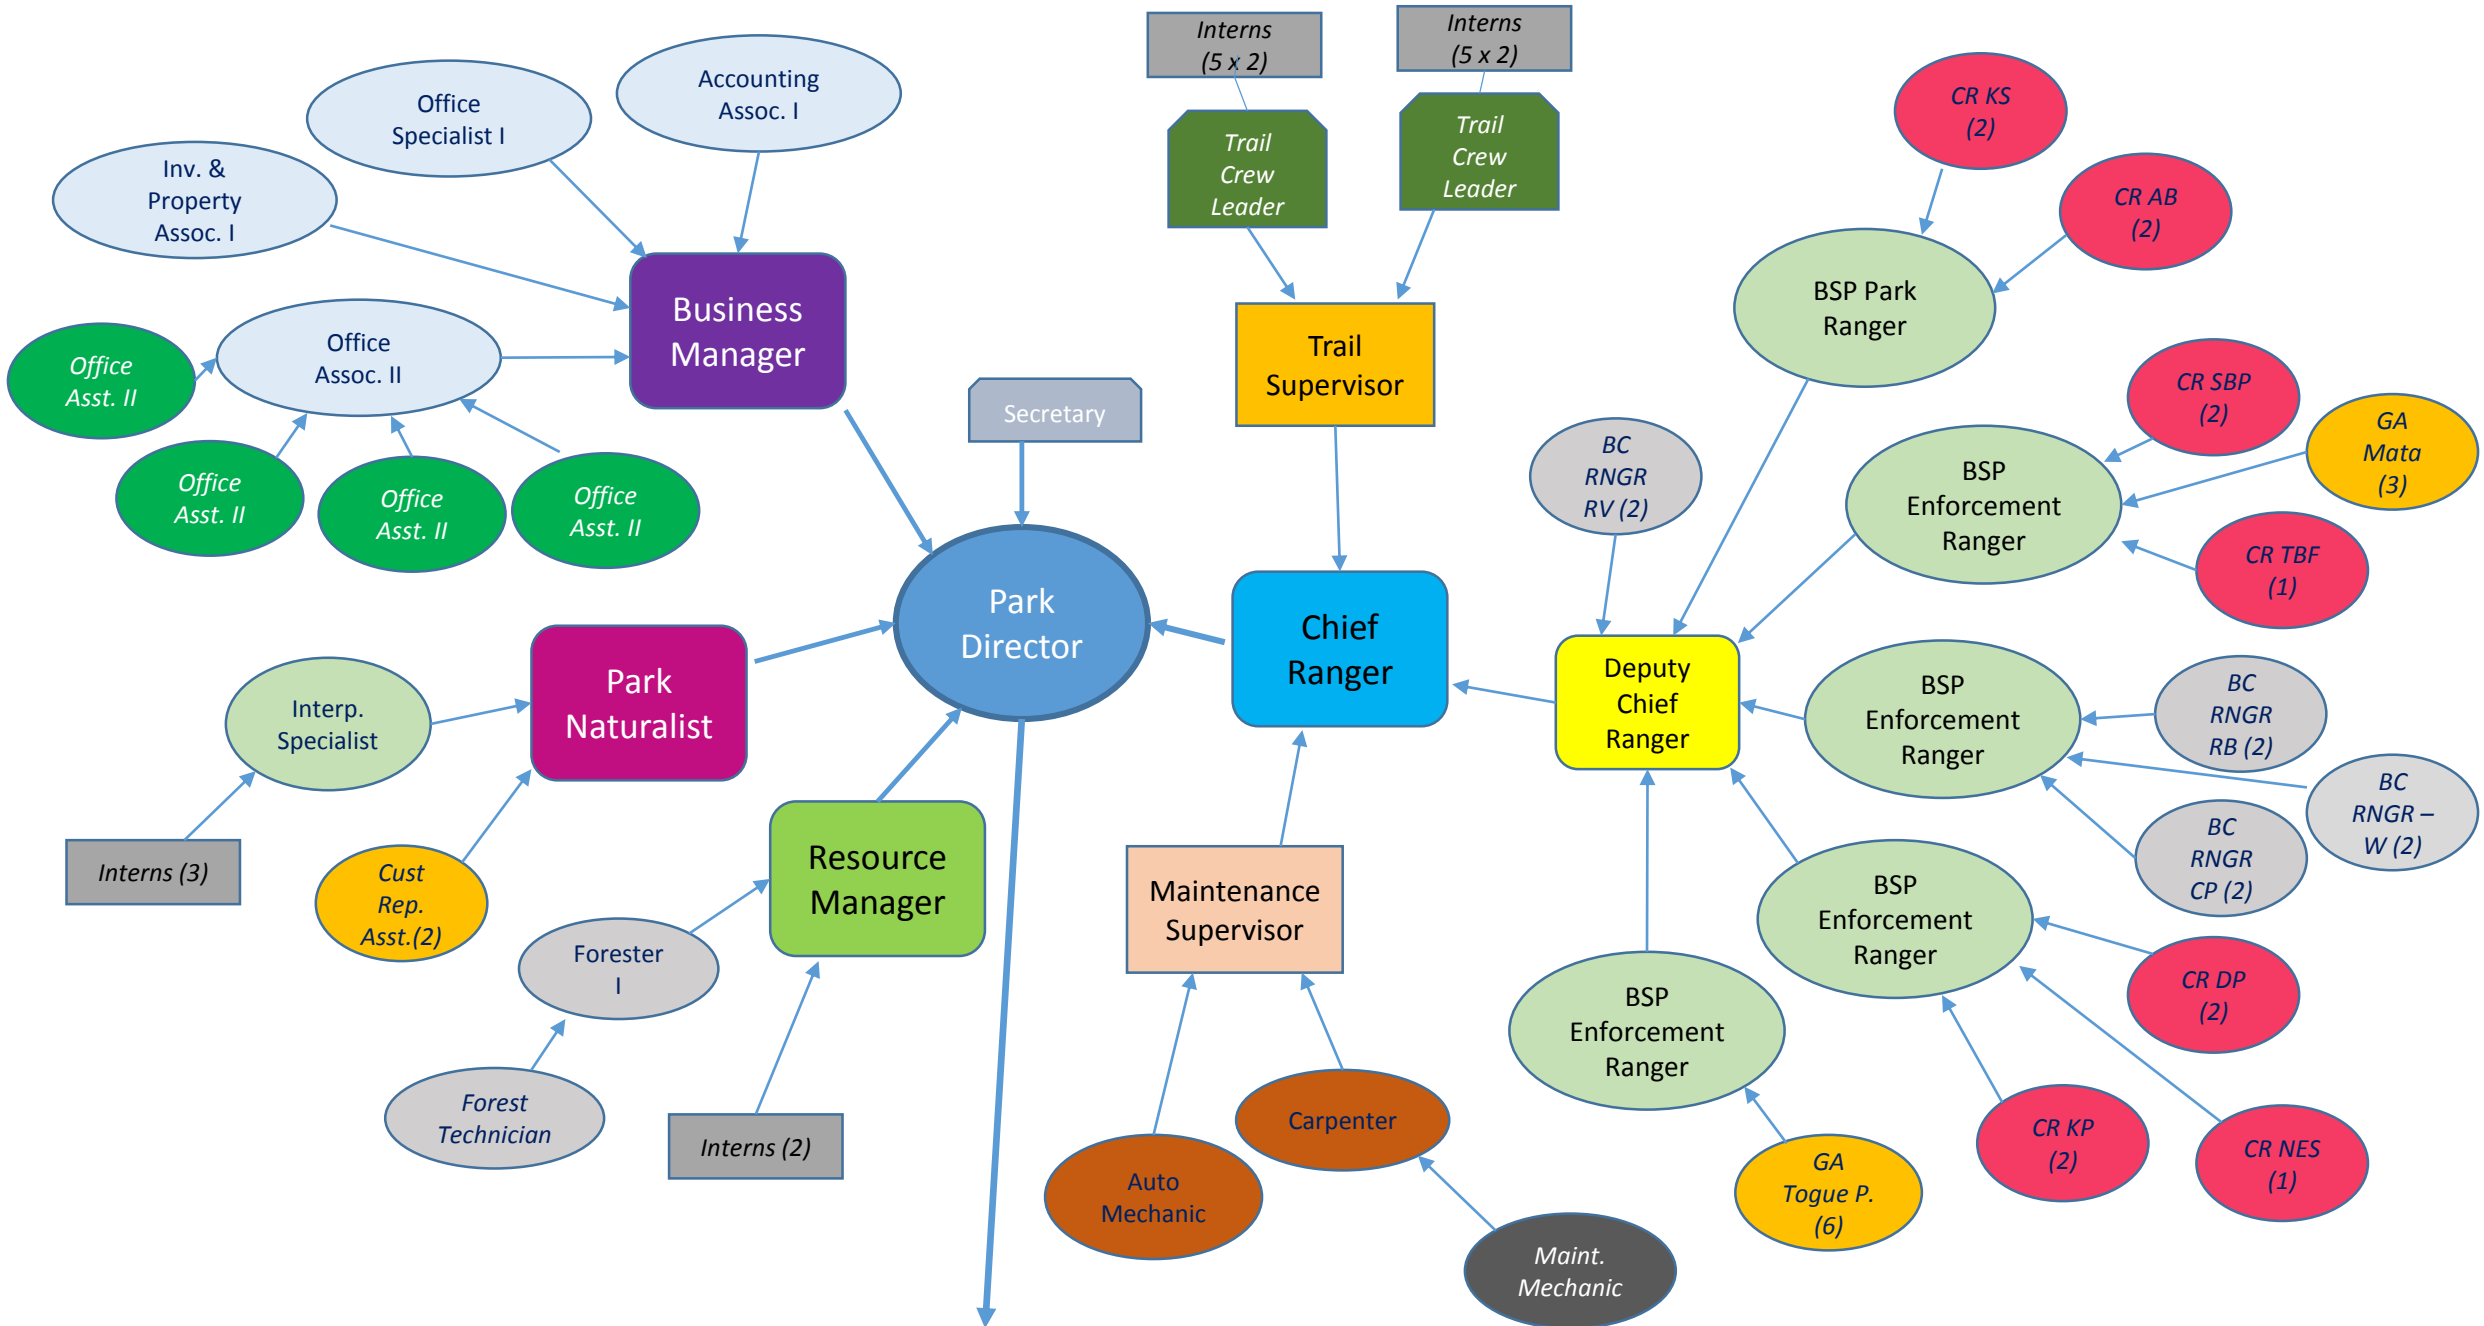 Interns
(5 x 2)
Interns
(5 x 2)
Accounting
Assoc. I
Office
Specialist I
Inv. &
Property
Assoc. I
Trail
Crew
Leader
Trail
Crew
Leader
CR KS
(2)
CR AB
(2)
Business
Manager
BSP Park
Ranger
Office
Assoc. II
Office
Asst. II
Office
Asst. II
Office
Asst. II
Office
Asst. II
Secretary
Trail
Supervisor
BC
RNGR
RV (2)
CR SBP
(2)
GA
Mata
(3)
BSP
Enforcement
Ranger
CR TBF
(1)
Park
Director
Chief
Ranger
Deputy
Chief
Ranger
BSP
Enforcement
Ranger
BC
RNGR
RB (2)
BC
RNGR –
W (2)
BC
RNGR
CP (2)
Park
Naturalist
Interp.
Specialist
Interns (3)
Cust
Rep.
Asst.(2)
Resource
Manager
Forester
I
Forest
Technician
Interns (2)
Maintenance
Supervisor
Auto
Mechanic
Carpenter
Maint.
Mechanic
BSP
Enforcement
Ranger
BSP
Enforcement
Ranger
CR DP
(2)
CR KP
(2)
CR NES
(1)
GA
Togue P.
(6)